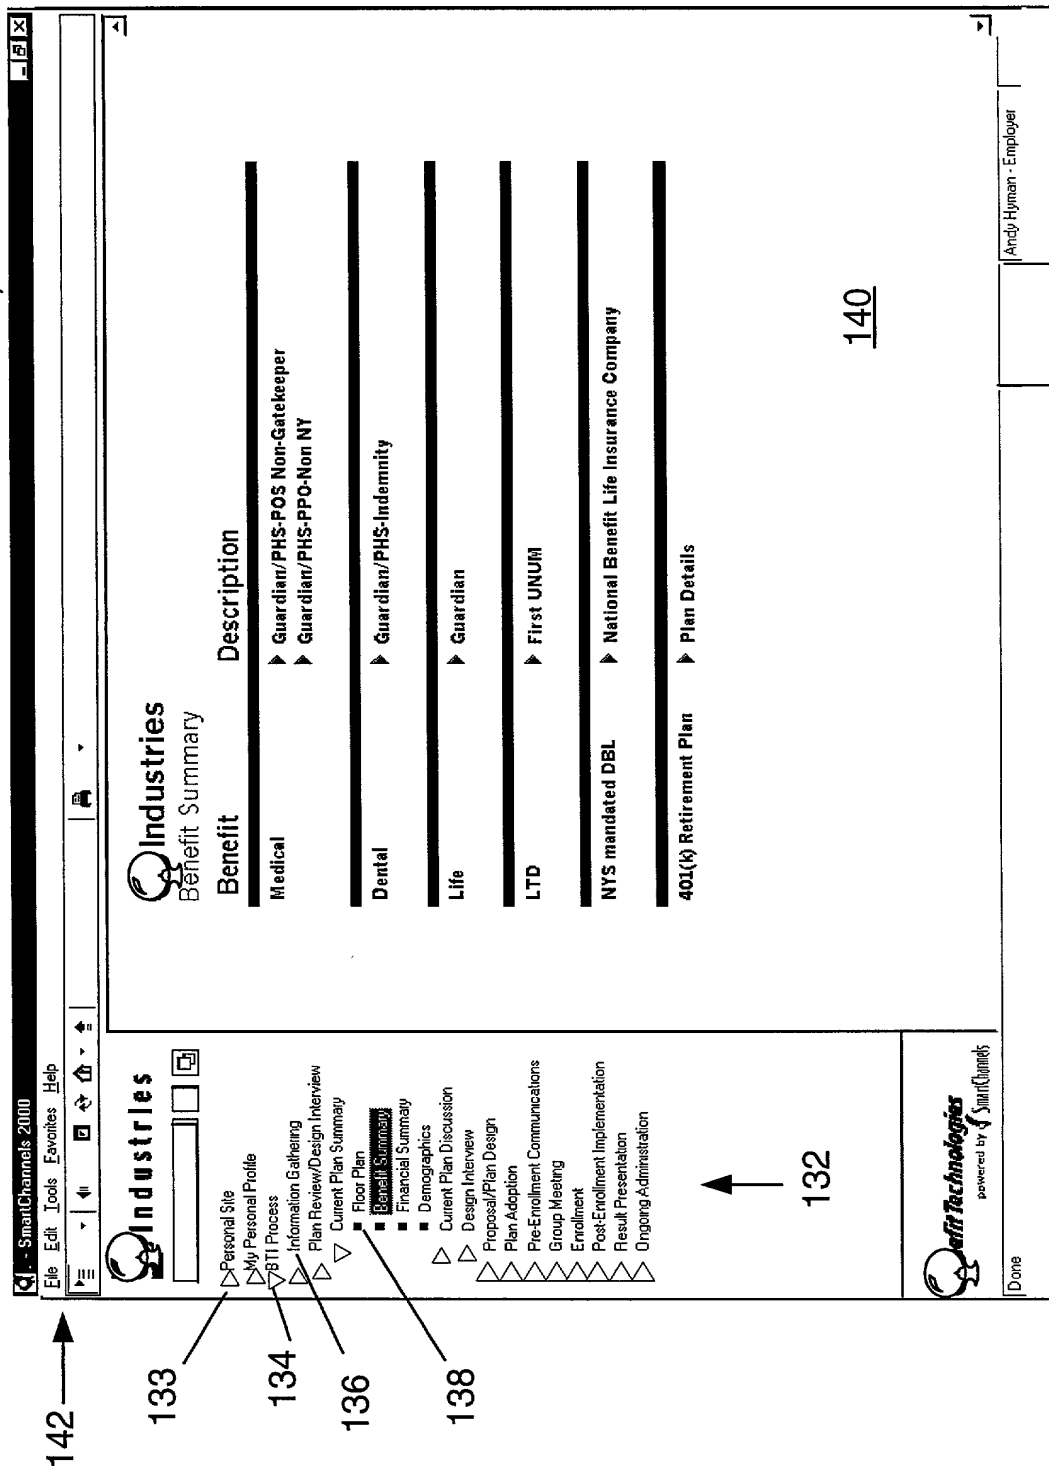 . - SmartChannels 2000
File Edit Tools Favorites Help
142
Industries
133
Personal Site
My Personal Profile
134
BTI Process
136
Information Gathering
Plan Review/Design Interview
Current Plan Summary
138
Floor Plan
Benefit Summary
Financial Summary
Demographics
Current Plan Discussion
Design Interview
Proposal/Plan Design
Plan Adoption
Pre-Enrollment Communications
Group Meeting
Enrollment
Post-Enrollment Implementation
Result Presentation
Ongoing Administration
132
efit Technologies
powered by SmartChannels
Industries
Benefit Summary
Benefit Description
Medical Guardian/PHS-POS Non-Gatekeeper
Guardian/PHS-PPO-Non NY
Dental Guardian/PHS-Indemnity
Life Guardian
LTD First UNUM
NYS mandated DBL National Benefit Life Insurance Company
401(k) Retirement Plan Plan Details
140
Done Andy Hyman - Employer